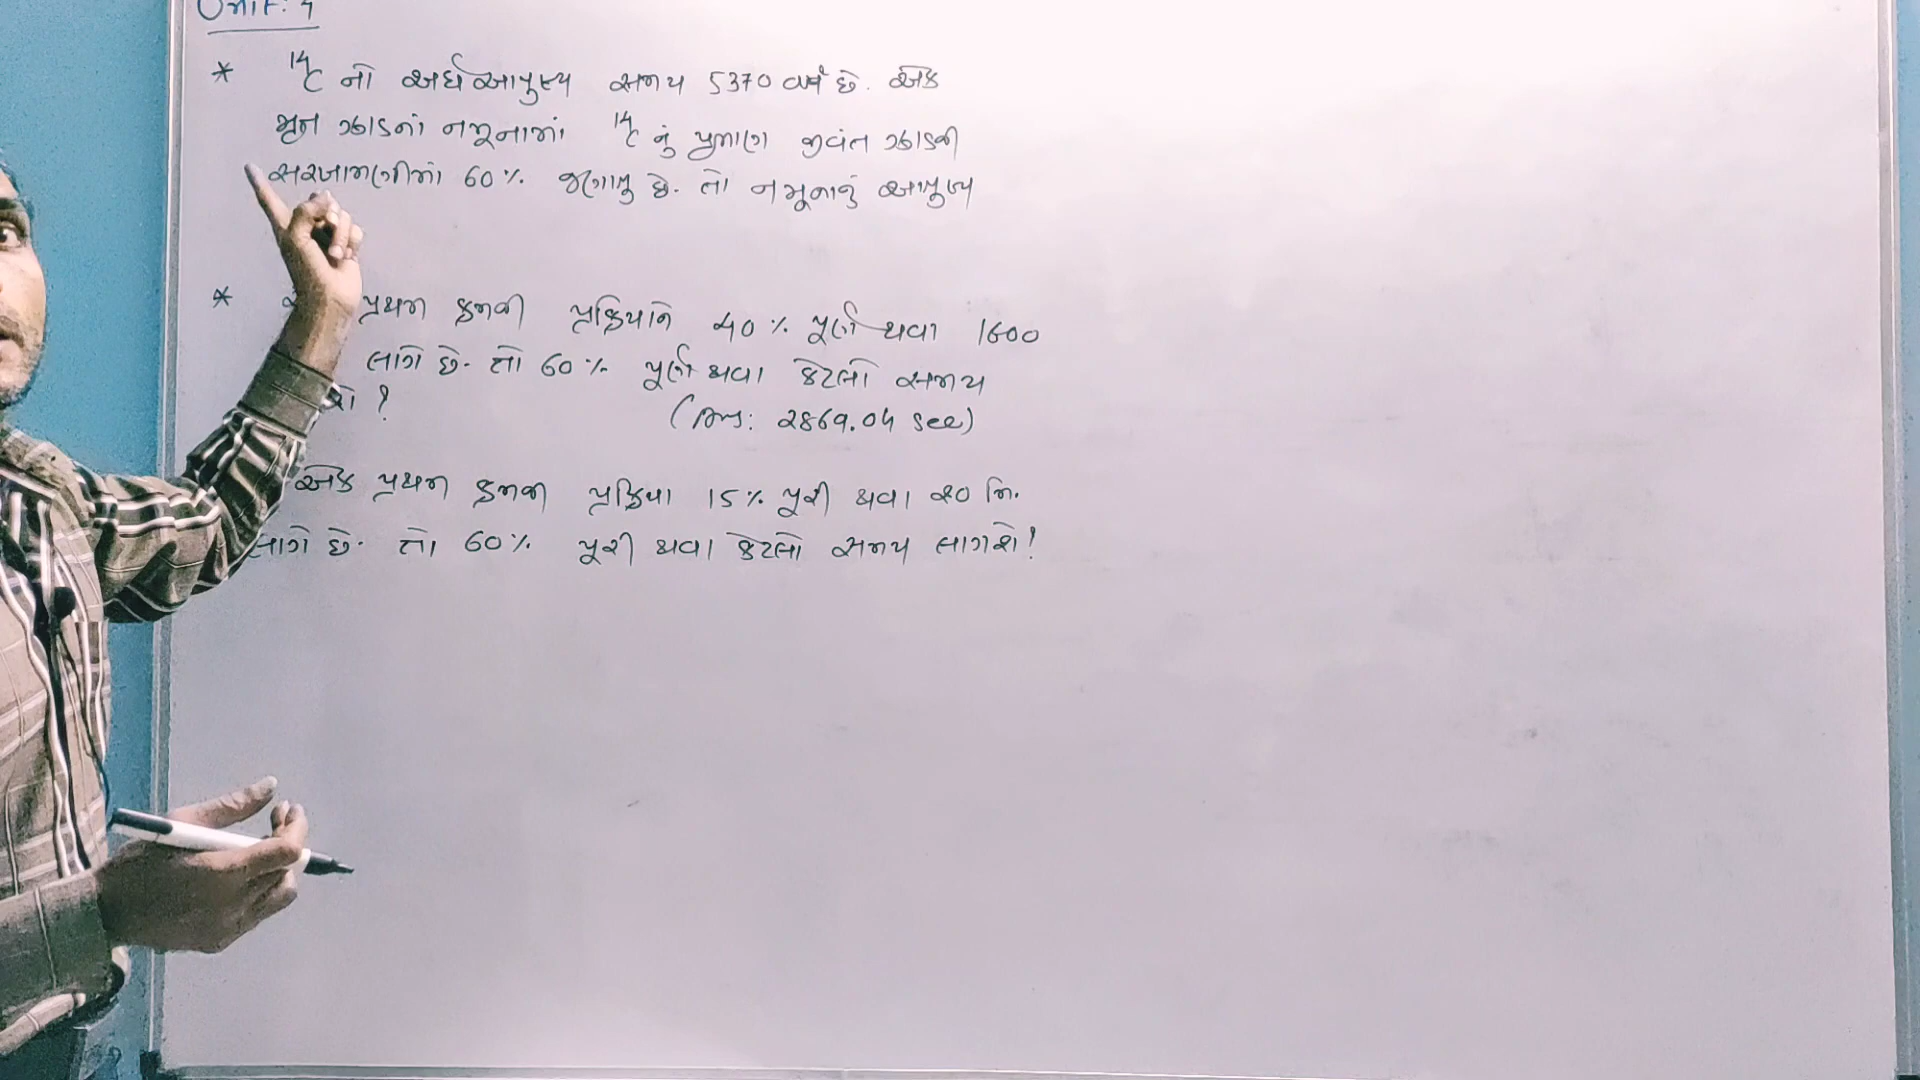 Unit: 4
* ¹⁴C નો અર્ધઆયુષ્ય સમય 5370 વર્ષ છે. એક
મૃત ઝાડનાં નમૂનામાં ¹⁴C નું પ્રમાણ જીવંત ઝાડની
સરખામણીમાં 60% જણાયુ છે. તો નમૂનાનું આયુષ્ય
* પ્રથમ ક્રમની પ્રક્રિયાને 40% પૂર્ણ થવા 1600
લાગે છે. તો 60% પૂર્ણ થવા કેટલો સમય
?
(Ans: 2869.04 sec)
એક પ્રથમ ક્રમની પ્રક્રિયા 15% પૂરી થવા 20 મિ.
લાગે છે. તો 60% પૂરી થવા કેટલો સમય લાગશે?